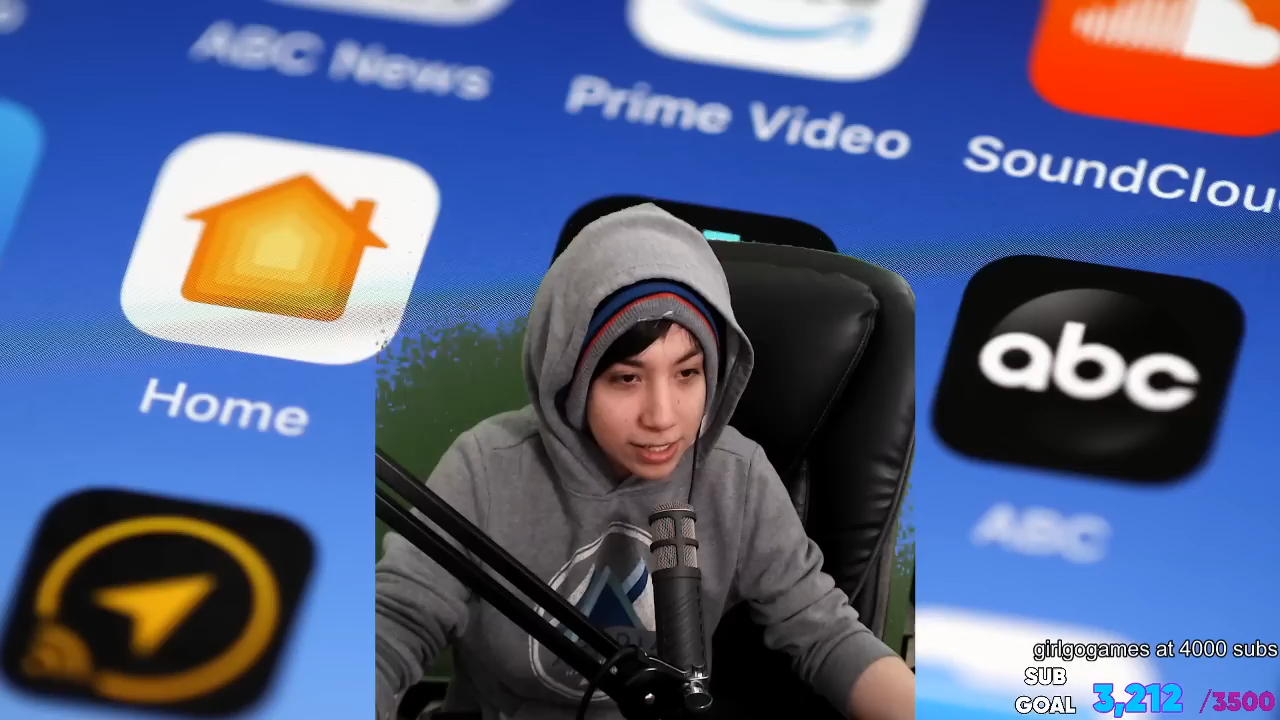 ABC News
Prime Video
SoundClou
Home
abc
ABC
girlgogames at 4000 subs
SUB
GOAL 3,212 /3500